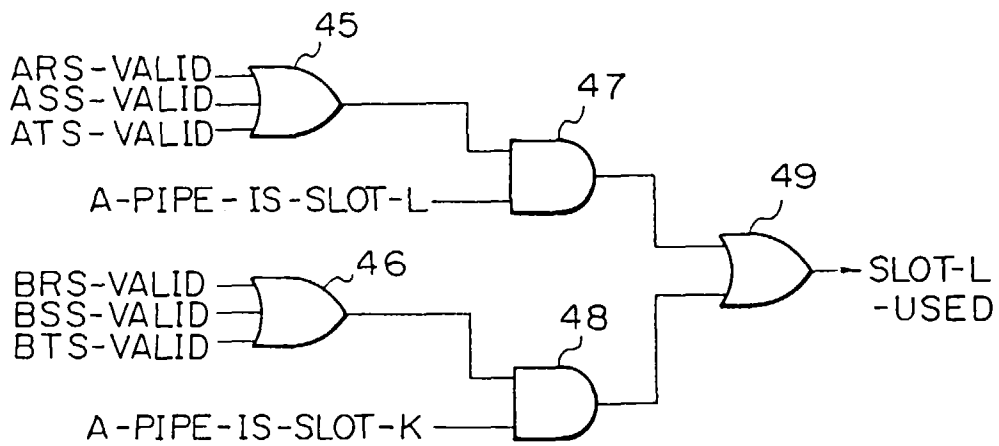 45
ARS-VALID
ASS-VALID
ATS-VALID
47
A-PIPE-IS-SLOT-L
49
SLOT-L
-USED
46
BRS-VALID
BSS-VALID
BTS-VALID
48
A-PIPE-IS-SLOT-K